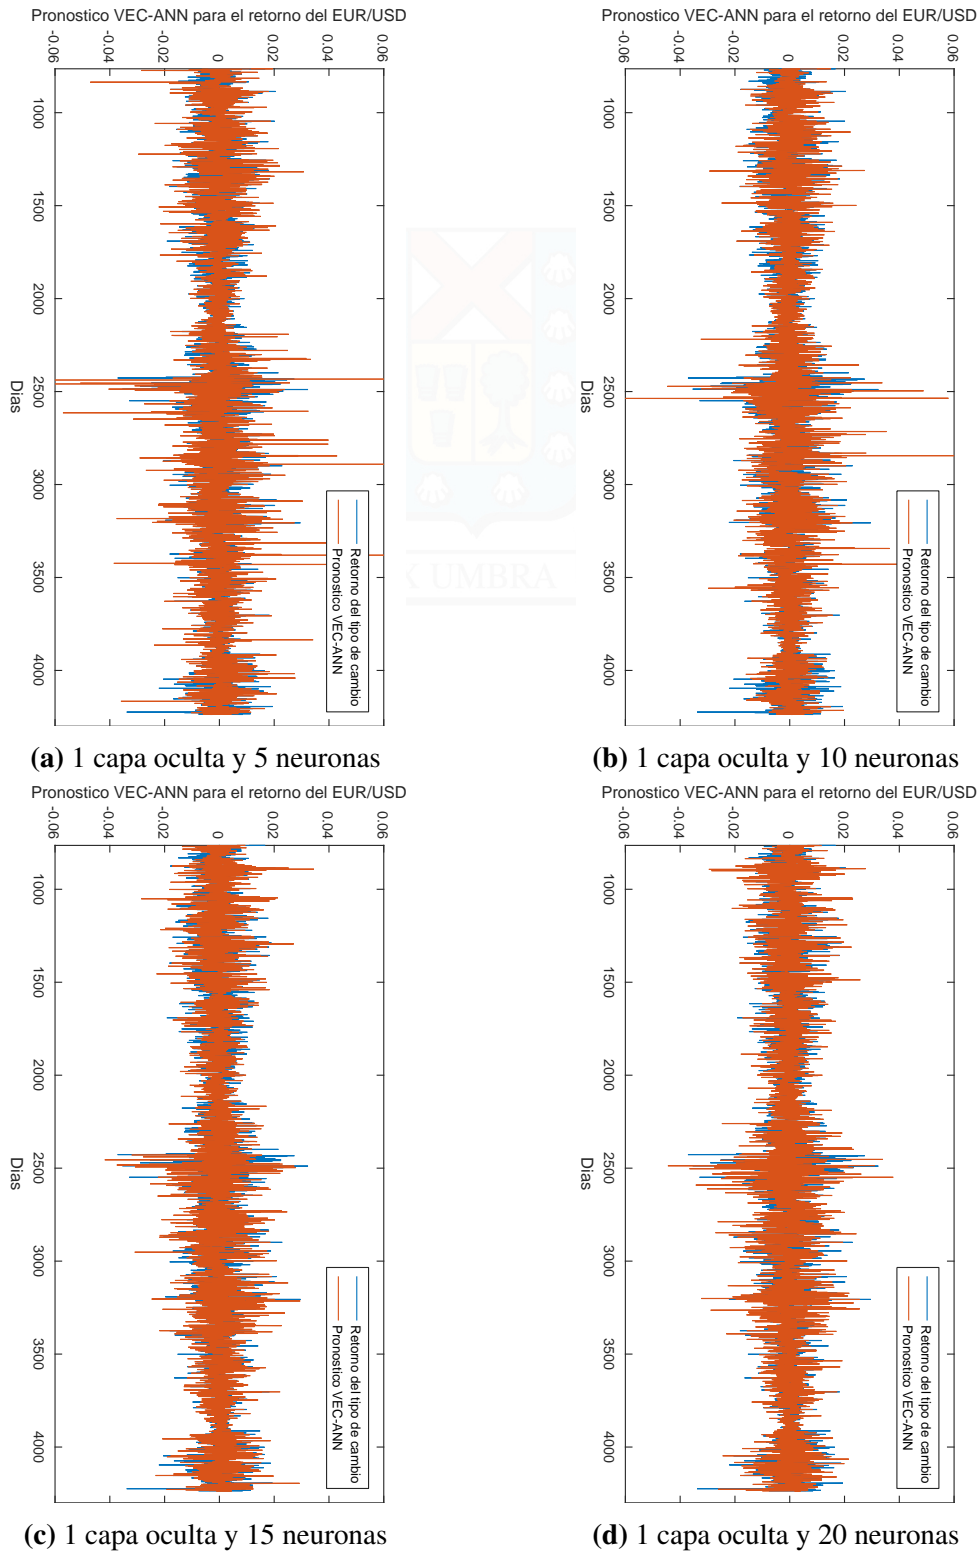 Pronostico VEC-ANN para el retorno del EUR/USD
-0.06 -0.04 -0.02 0 0.02 0.04 0.06
1000
1500
2000
2500
3000
3500
4000
Dias
Retorno del tipo de cambio
Pronostico VEC-ANN
(a) 1 capa oculta y 5 neuronas
Pronostico VEC-ANN para el retorno del EUR/USD
-0.06 -0.04 -0.02 0 0.02 0.04 0.06
1000
1500
2000
2500
3000
3500
4000
Dias
Retorno del tipo de cambio
Pronostico VEC-ANN
(b) 1 capa oculta y 10 neuronas
X UMBRA
Pronostico VEC-ANN para el retorno del EUR/USD
-0.06 -0.04 -0.02 0 0.02 0.04 0.06
1000
1500
2000
2500
3000
3500
4000
Dias
Retorno del tipo de cambio
Pronostico VEC-ANN
(c) 1 capa oculta y 15 neuronas
Pronostico VEC-ANN para el retorno del EUR/USD
-0.06 -0.04 -0.02 0 0.02 0.04 0.06
1000
1500
2000
2500
3000
3500
4000
Dias
Retorno del tipo de cambio
Pronostico VEC-ANN
(d) 1 capa oculta y 20 neuronas